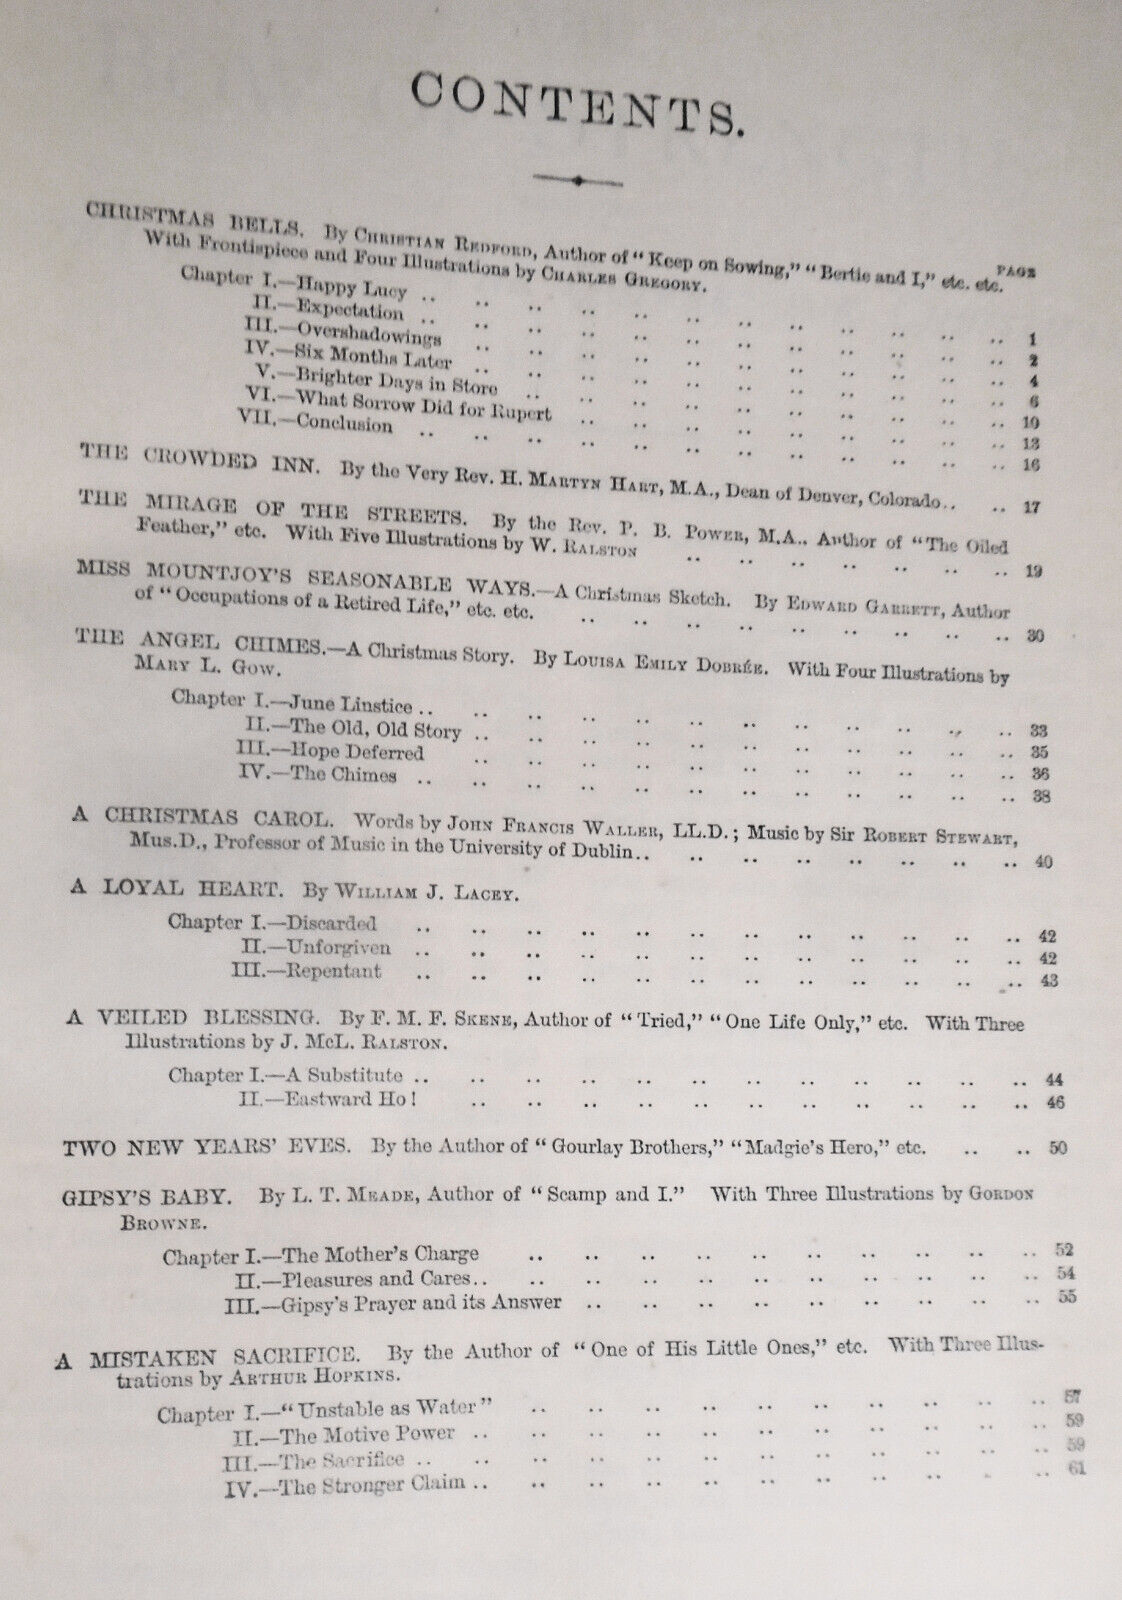 CONTENTS.
PAGE
CHRISTMAS BELLS. By CHRISTIAN REDFORD, Author of "Keep on Sowing," "Bertie and I," etc. etc.
With Frontispiece and Four Illustrations by CHARLES GREGORY.
Chapter I.—Happy Lucy .. .. .. .. .. .. .. .. .. .. .. .. 1
II.—Expectation .. .. .. .. .. .. .. .. .. .. .. .. 2
III.—Overshadowings .. .. .. .. .. .. .. .. .. .. .. 4
IV.—Six Months Later .. .. .. .. .. .. .. .. .. .. .. 6
V.—Brighter Days in Store .. .. .. .. .. .. .. .. .. .. 10
VI.—What Sorrow Did for Rupert .. .. .. .. .. .. .. .. .. 13
VII.—Conclusion .. .. .. .. .. .. .. .. .. .. .. .. 16
THE CROWDED INN. By the Very Rev. H. MARTYN HART, M.A., Dean of Denver, Colorado.. .. 17
THE MIRAGE OF THE STREETS. By the Rev. P. B. POWER, M.A., Author of "The Oiled
Feather," etc. With Five Illustrations by W. RALSTON .. .. .. .. .. .. .. 19
MISS MOUNTJOY'S SEASONABLE WAYS.—A Christmas Sketch. By EDWARD GARRETT, Author
of "Occupations of a Retired Life," etc. etc. .. .. .. .. .. .. .. .. .. 30
THE ANGEL CHIMES.—A Christmas Story. By LOUISA EMILY DOBRÉE. With Four Illustrations by
MARY L. GOW.
Chapter I.—June Linstice .. .. .. .. .. .. .. .. .. .. .. .. 33
II.—The Old, Old Story .. .. .. .. .. .. .. .. .. .. .. 35
III.—Hope Deferred .. .. .. .. .. .. .. .. .. .. .. 36
IV.—The Chimes .. .. .. .. .. .. .. .. .. .. .. .. 38
A CHRISTMAS CAROL. Words by JOHN FRANCIS WALLER, LL.D.; Music by Sir ROBERT STEWART,
Mus.D., Professor of Music in the University of Dublin.. .. .. .. .. .. .. .. 40
A LOYAL HEART. By WILLIAM J. LACEY.
Chapter I.—Discarded .. .. .. .. .. .. .. .. .. .. .. .. 42
II.—Unforgiven .. .. .. .. .. .. .. .. .. .. .. .. 42
III.—Repentant .. .. .. .. .. .. .. .. .. .. .. .. 43
A VEILED BLESSING. By F. M. F. SKENE, Author of "Tried," "One Life Only," etc. With Three
Illustrations by J. McL. RALSTON.
Chapter I.—A Substitute .. .. .. .. .. .. .. .. .. .. .. .. 44
II.—Eastward Ho! .. .. .. .. .. .. .. .. .. .. .. 46
TWO NEW YEARS' EVES. By the Author of "Gourlay Brothers," "Madgie's Hero," etc. .. .. 50
GIPSY'S BABY. By L. T. MEADE, Author of "Scamp and I." With Three Illustrations by GORDON
BROWNE.
Chapter I.—The Mother's Charge .. .. .. .. .. .. .. .. .. .. 52
II.—Pleasures and Cares.. .. .. .. .. .. .. .. .. .. .. 54
III.—Gipsy's Prayer and its Answer .. .. .. .. .. .. .. .. .. 55
A MISTAKEN SACRIFICE. By the Author of "One of His Little Ones," etc. With Three Illus-
trations by ARTHUR HOPKINS.
Chapter I.—"Unstable as Water" .. .. .. .. .. .. .. .. .. .. 57
II.—The Motive Power .. .. .. .. .. .. .. .. .. .. .. 59
III.—The Sacrifice .. .. .. .. .. .. .. .. .. .. .. .. 59
IV.—The Stronger Claim .. .. .. .. .. .. .. .. .. .. .. 61